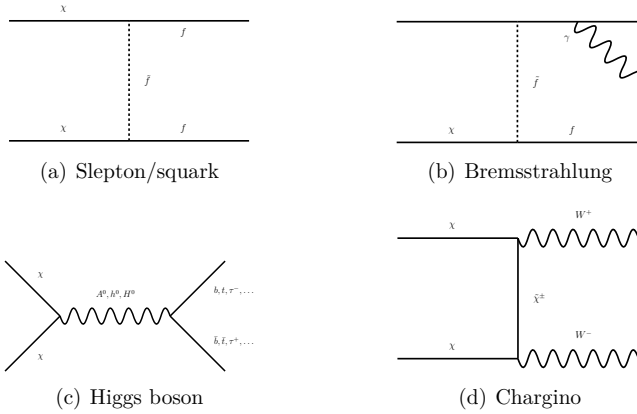 χ
f
f̃
χ
f
(a) Slepton/squark
γ
f̃
χ
f
(b) Bremsstrahlung
χ
A⁰, h⁰, H⁰
b, t, τ⁻, …
χ
b̄, t̄, τ⁺, …
(c) Higgs boson
χ
W⁺
χ̃±
χ
W⁻
(d) Chargino